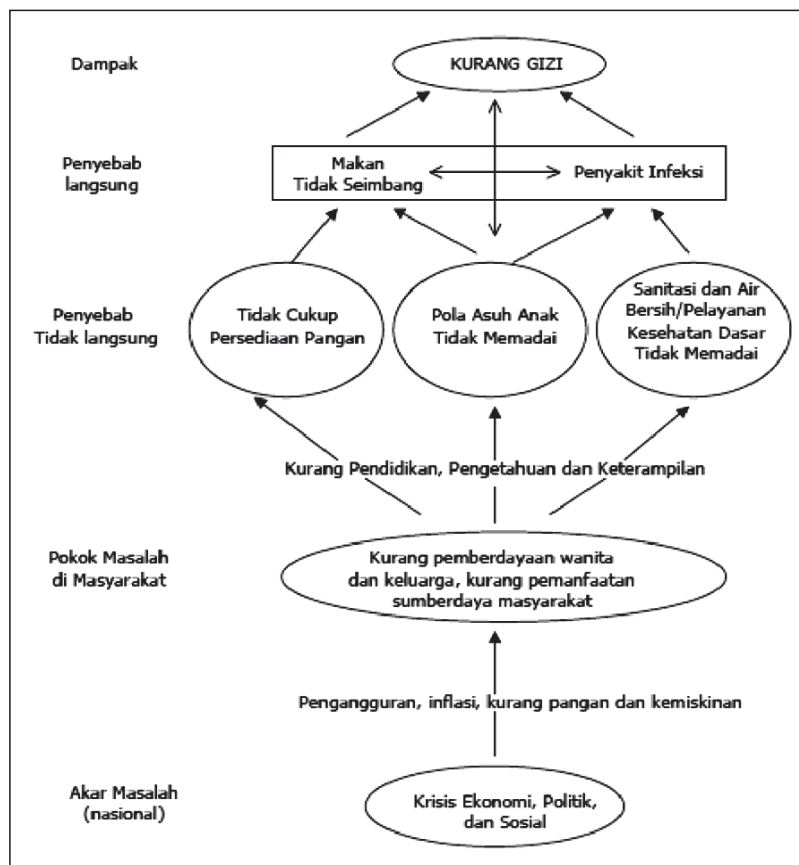 Dampak
KURANG GIZI
Penyebab
langsung
Makan
Tidak Seimbang
Penyakit Infeksi
Penyebab
Tidak langsung
Tidak Cukup
Persediaan Pangan
Pola Asuh Anak
Tidak Memadai
Sanitasi dan Air
Bersih/Pelayanan
Kesehatan Dasar
Tidak Memadai
Kurang Pendidikan, Pengetahuan dan Keterampilan
Pokok Masalah
di Masyarakat
Kurang pemberdayaan wanita
dan keluarga, kurang pemanfaatan
sumberdaya masyarakat
Pengangguran, inflasi, kurang pangan dan kemiskinan
Akar Masalah
(nasional)
Krisis Ekonomi, Politik,
dan Sosial